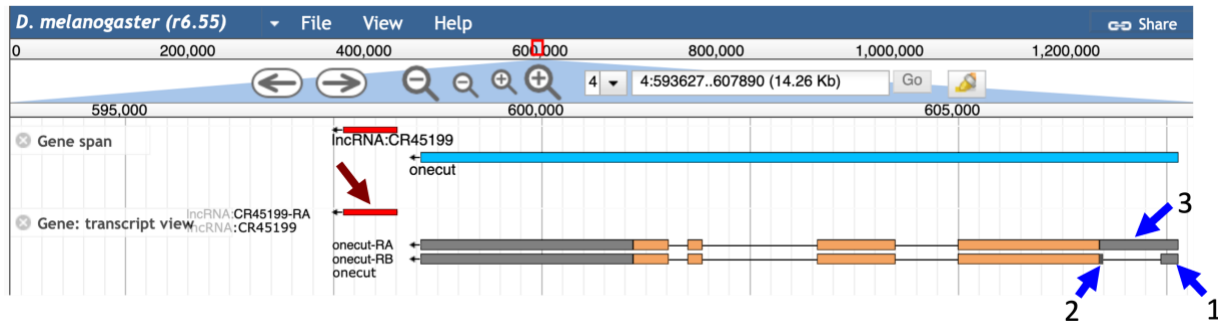 D. melanogaster (r6.55) File View Help Share
0 200,000 400,000 600,000 800,000 1,000,000 1,200,000
4 4:593627..607890 (14.26 Kb) Go
595,000 600,000 605,000
Gene span
lncRNA:CR45199
onecut
3
lncRNA:CR45199-RA
Gene: transcript view
lncRNA:CR45199
onecut-RA
onecut-RB
onecut
2
1